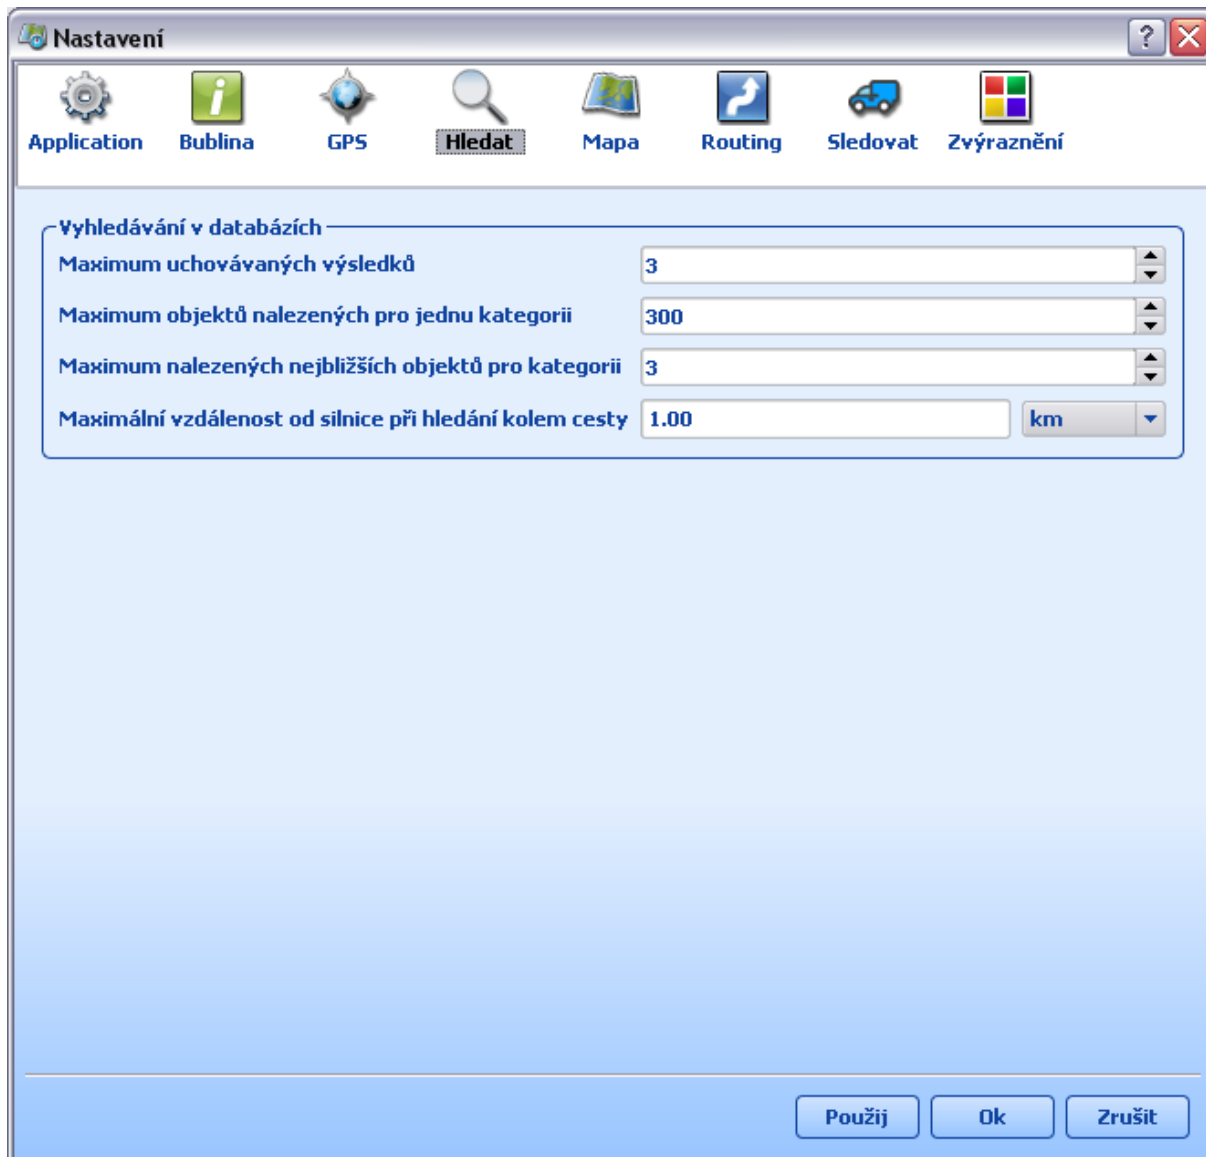 Nastavení
Application Bublina GPS Hledat Mapa Routing Sledovat Zvýraznění
Vyhledávání v databázích
Maximum uchovávaných výsledků 3
Maximum objektů nalezených pro jednu kategorii 300
Maximum nalezených nejbližších objektů pro kategorii 3
Maximální vzdálenost od silnice při hledání kolem cesty 1.00 km
Použij Ok Zrušit